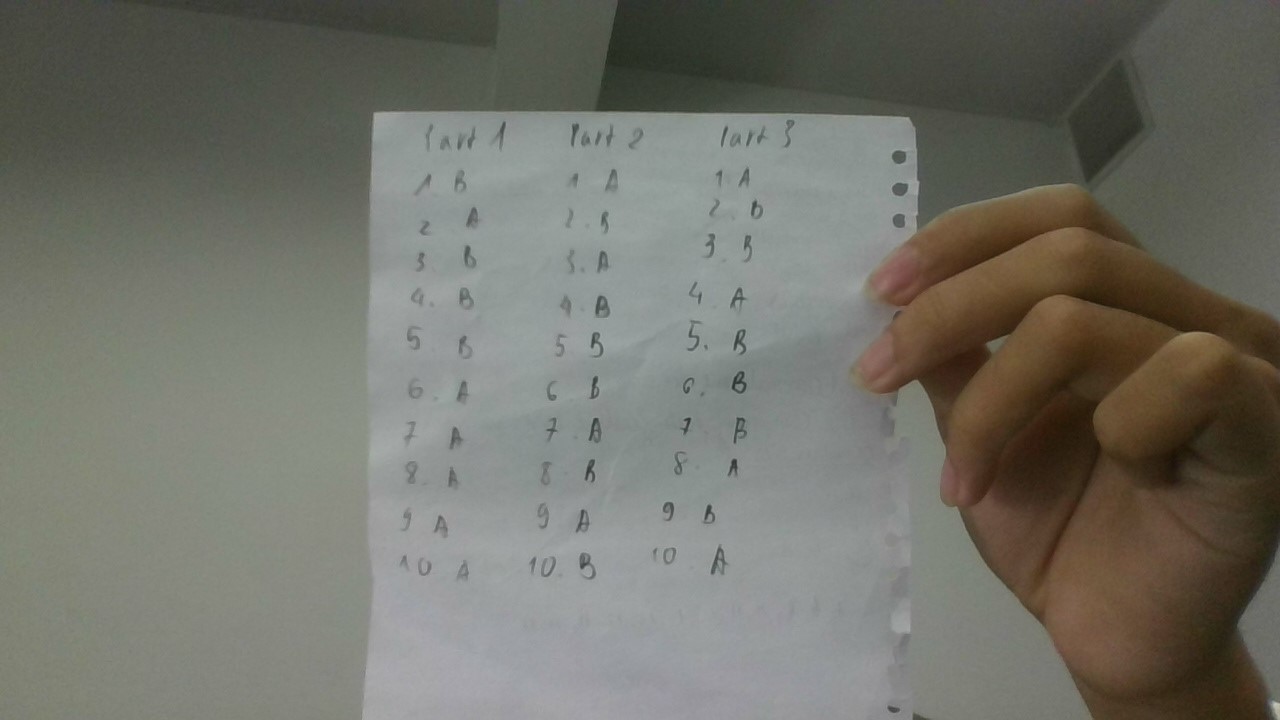 Part 1 Part 2 Part 3
1 B 1 A 1. A
2 A 2. B 2. B
3. B 3. A 3. B
4. B 4. B 4. A
5 B 5 B 5. B
6. A 6 B 6. B
7 A 7. A 7 B
8. A 8 B 8. A
9 A 9 A 9 B
10 A 10. B 10. A